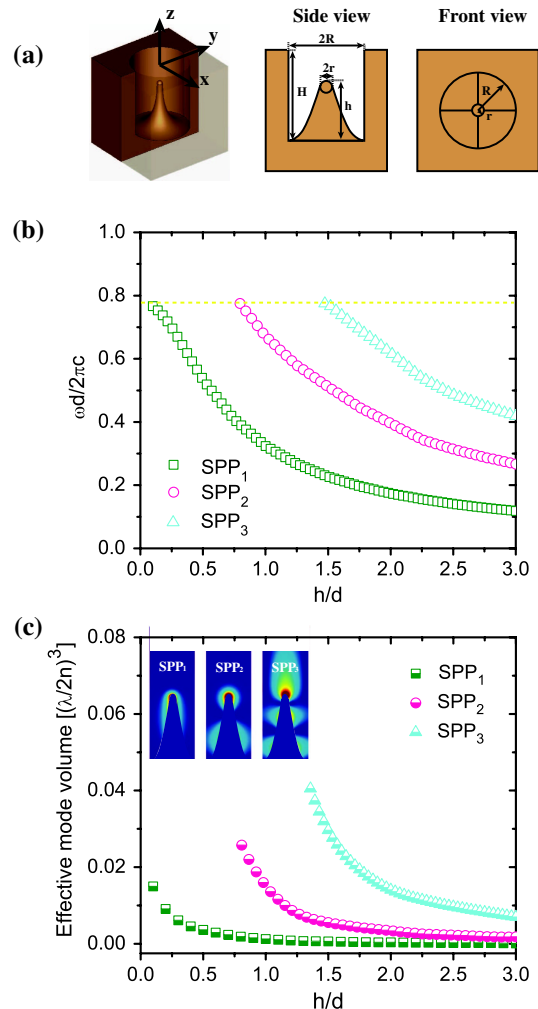 (a)
z
y
x
Side view
2R
2r
H
h
Front view
R
r
(b)
ωd/2πc
1.0
0.8
0.6
0.4
0.2
0.0
SPP₁
SPP₂
SPP₃
0.0 0.5 1.0 1.5 2.0 2.5 3.0
h/d
(c)
Effective mode volume [(λ/2n)³]
0.08
0.06
0.04
0.02
0.00
SPP₁ SPP₂ SPP₃
SPP₁
SPP₂
SPP₃
0.0 0.5 1.0 1.5 2.0 2.5 3.0
h/d